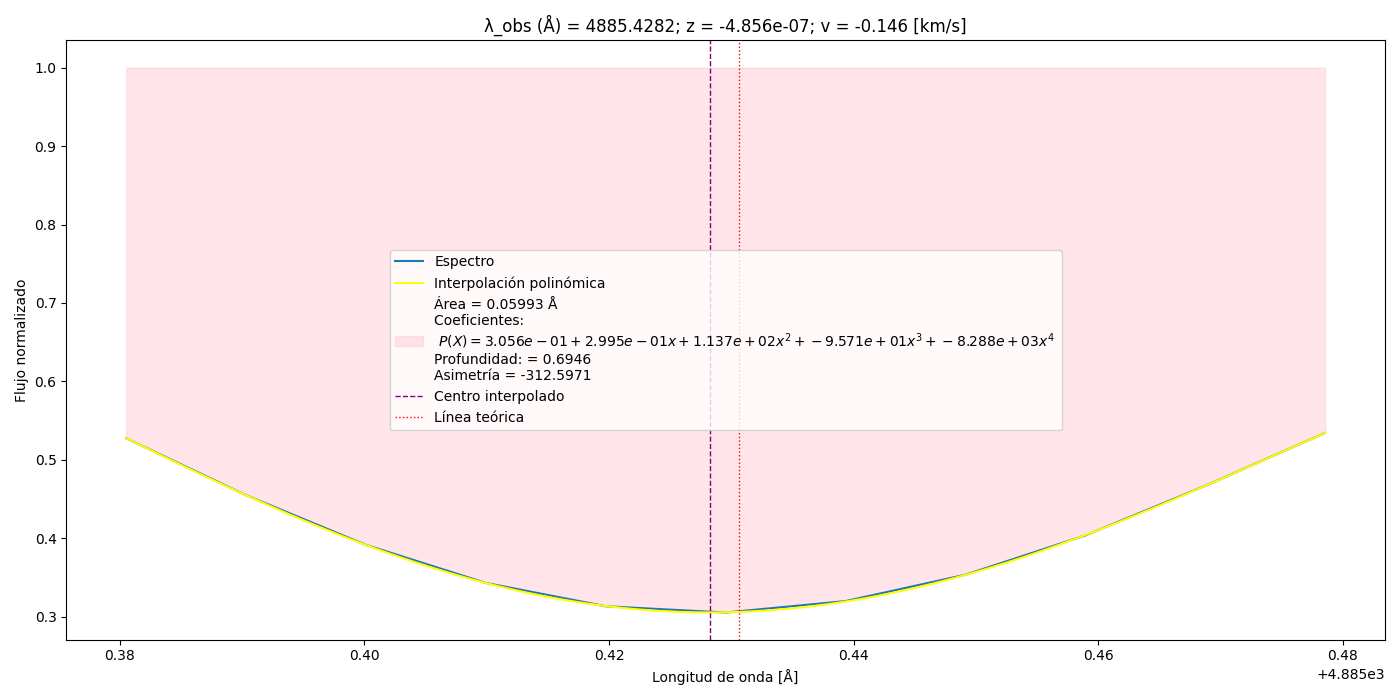 λ_obs (Å) = 4885.4282; z = -4.856e-07; v = -0.146 [km/s]
1.0
0.9
0.8
0.7
0.6
0.5
0.4
0.3
Flujo normalizado
Espectro
Interpolación polinómica
Área = 0.05993 Å
Coeficientes:
P(X) = 3.056e − 01 + 2.995e − 01x + 1.137e + 02x² + −9.571e + 01x³ + −8.288e + 03x⁴
Profundidad: = 0.6946
Asimetría = -312.5971
Centro interpolado
Línea teórica
0.38 0.40 0.42 0.44 0.46 0.48
+4.885e3
Longitud de onda [Å]